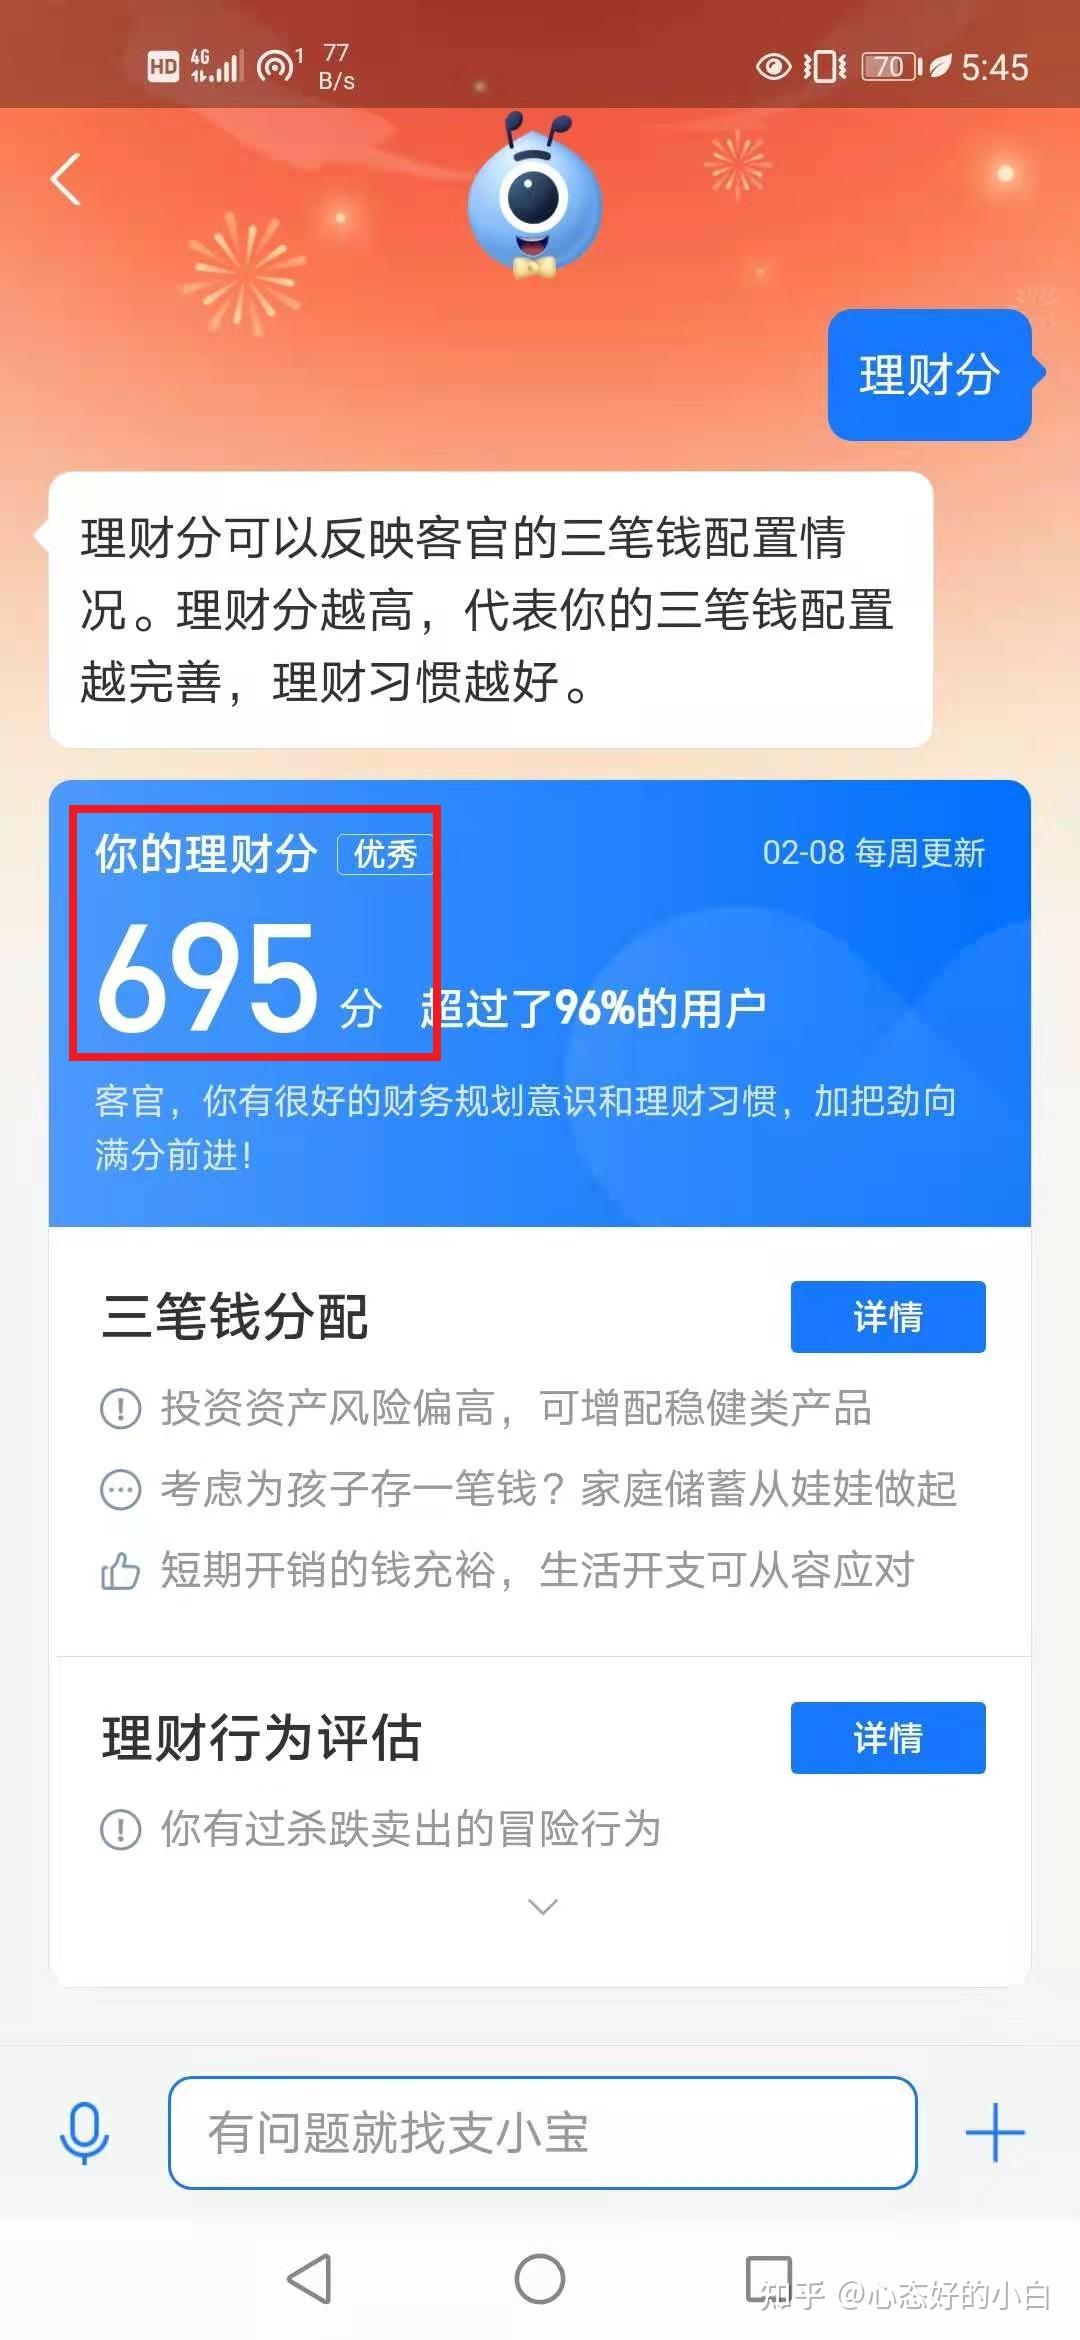 HD 4G 1 77 B/s 70 5:45
理财分
理财分可以反映客官的三笔钱配置情
况。理财分越高，代表你的三笔钱配置
越完善，理财习惯越好。
你的理财分 优秀 02-08 每周更新
695 分 超过了96%的用户
客官，你有很好的财务规划意识和理财习惯，加把劲向
满分前进！
三笔钱分配 详情
投资资产风险偏高，可增配稳健类产品
考虑为孩子存一笔钱？家庭储蓄从娃娃做起
短期开销的钱充裕，生活开支可从容应对
理财行为评估 详情
你有过杀跌卖出的冒险行为
有问题就找支小宝
知乎 @心态好的小白